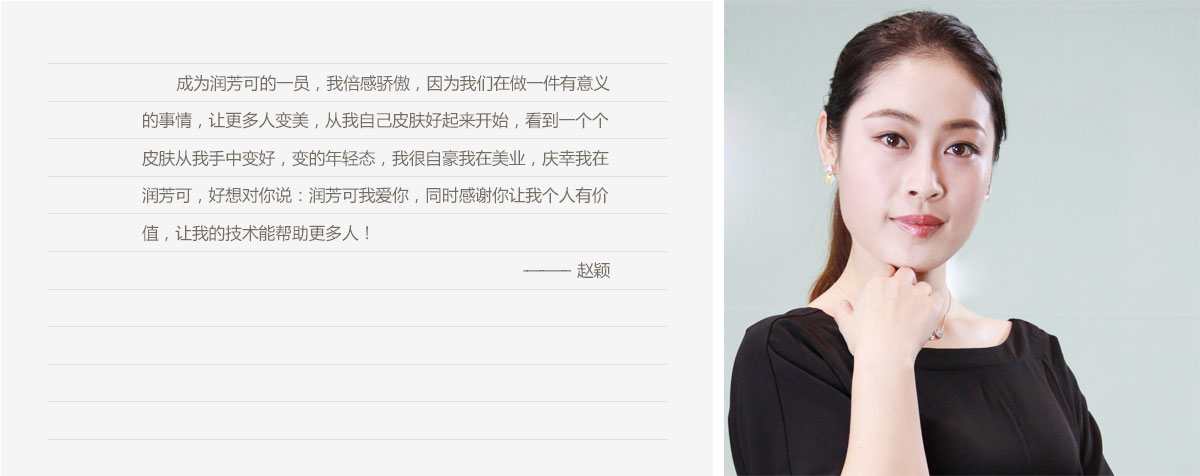 成为润芳可的一员，我倍感骄傲，因为我们在做一件有意义
的事情，让更多人变美，从我自己皮肤好起来开始，看到一个个
皮肤从我手中变好，变的年轻态，我很自豪我在美业，庆幸我在
润芳可，好想对你说：润芳可我爱你，同时感谢你让我个人有价
值，让我的技术能帮助更多人！
——— 赵颖